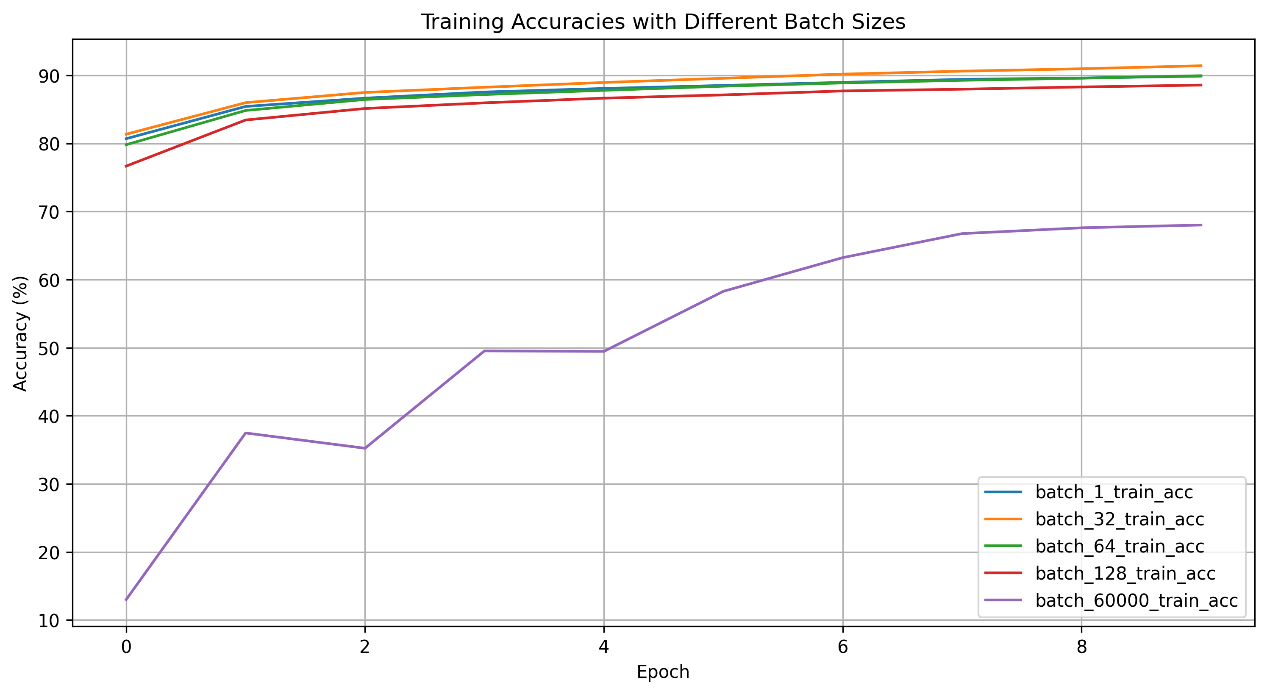 Training Accuracies with Different Batch Sizes
Accuracy (%)
90
80
70
60
50
40
30
20
10
0 2 4 6 8
Epoch
batch_1_train_acc
batch_32_train_acc
batch_64_train_acc
batch_128_train_acc
batch_60000_train_acc